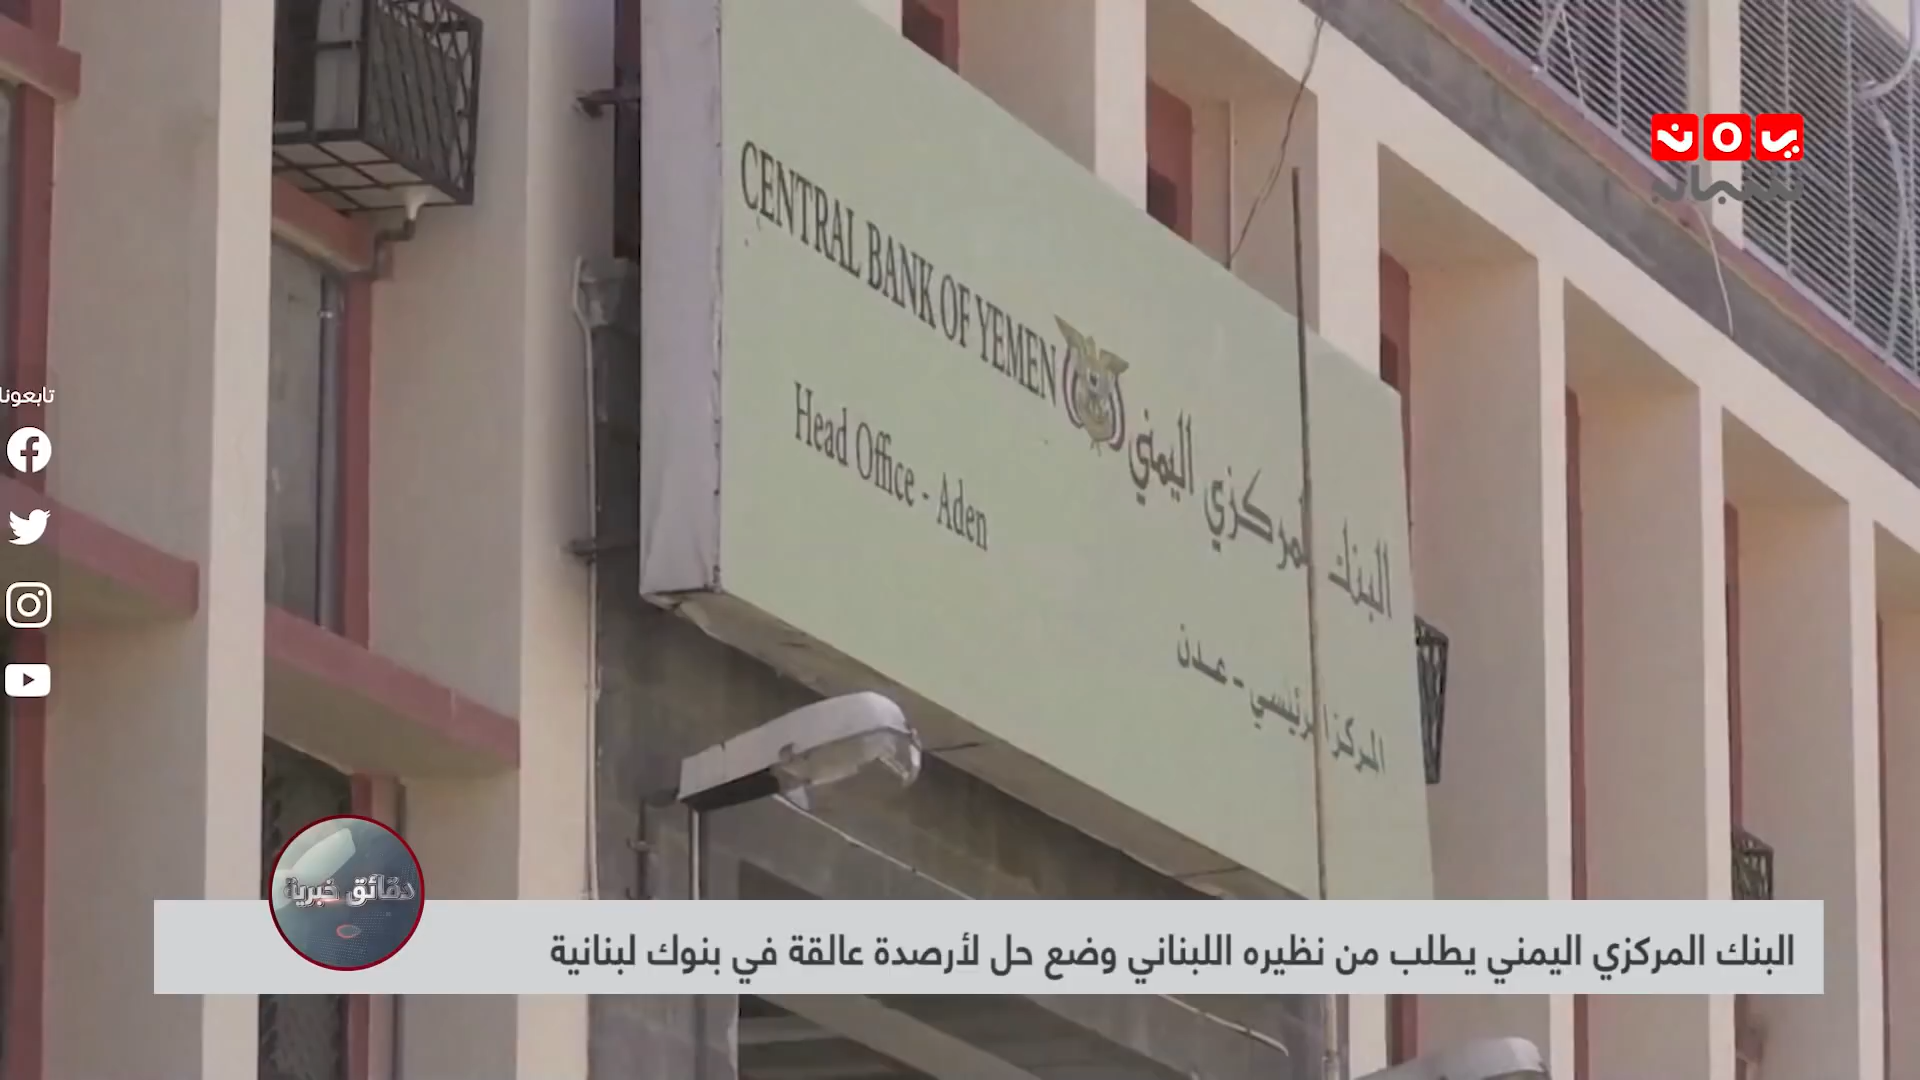 CENTRAL BANK OF YEMEN
البنك المركزي اليمني
Head Office - Aden
المركز الرئيسي - عدن
يمن
شباب
تابعونا
دقائق خبرية
البنك المركزي اليمني يطلب من نظيره اللبناني وضع حل لأرصدة عالقة في بنوك لبنانية